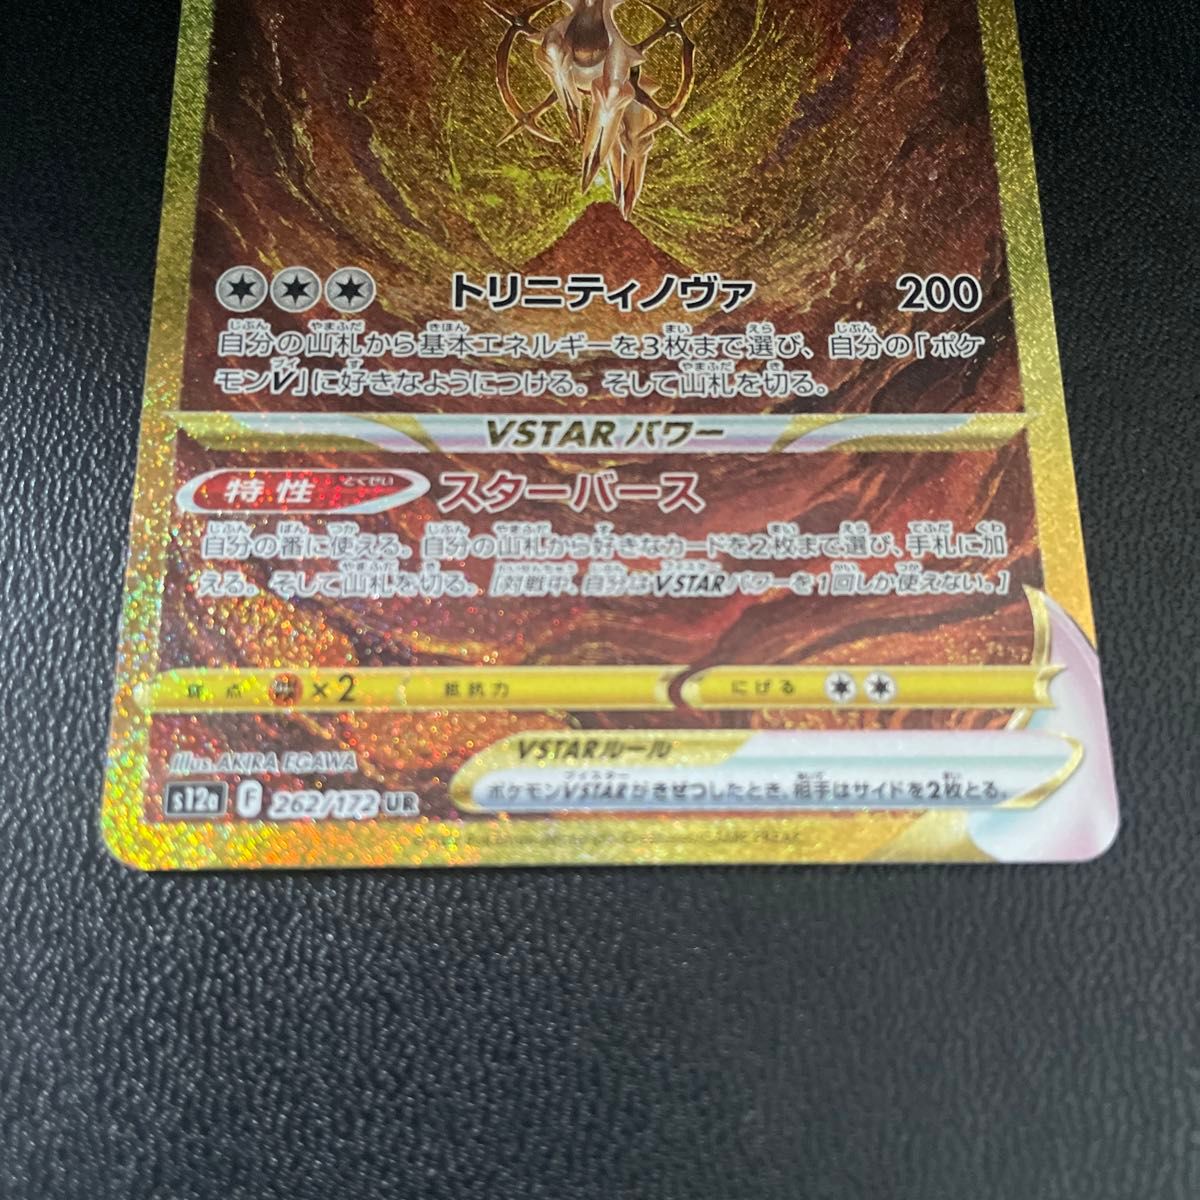 トリニティノヴァ 200
自分の山札から基本エネルギーを3枚まで選び、自分の「ポケ
モンV」に好きなようにつける。そして山札を切る。
VSTARパワー
特性 とくせい スターバース
自分の番に使える。自分の山札から好きなカードを2枚まで選び、手札に加
える。そして山札を切る。[対戦中、自分はVSTARパワーを1回しか使えない。]
弱点 ×2 抵抗力 にげる
VSTARルール
Illus. AKIRA EGAWA
ポケモンVSTARがきぜつしたとき、相手はサイドを2枚とる。
s12a F 262/172 UR